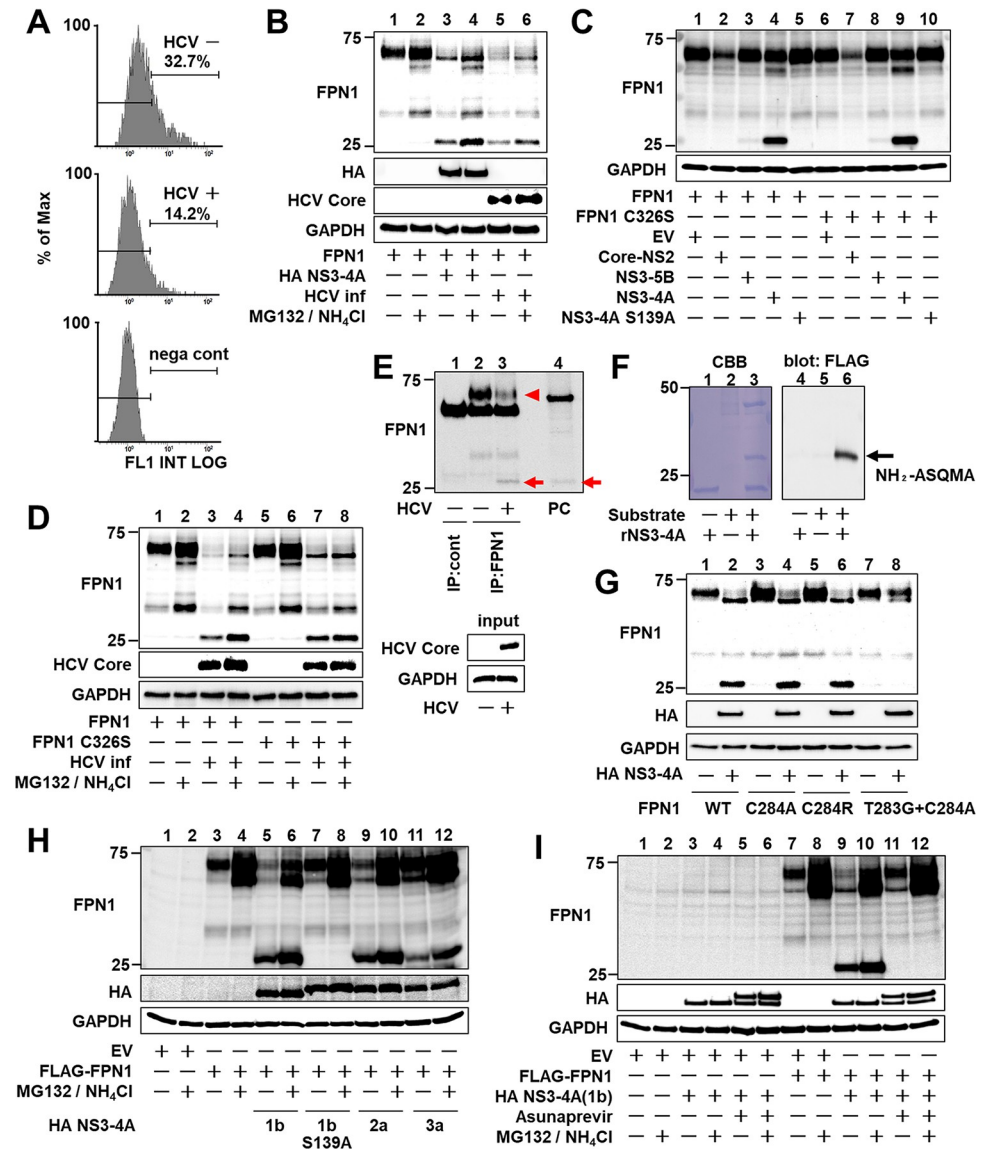 A
100
HCV —
32.7%
10⁰ 10¹ 10²
100
HCV +
14.2%
10⁰ 10¹ 10²
100
nega cont
10⁰ 10¹ 10²
% of Max
FL1 INT LOG
B
1 2 3 4 5 6
75
FPN1
25
HA
HCV Core
GAPDH
FPN1 + + + + + +
HA NS3-4A — — + + — —
HCV inf — — — — + +
MG132 / NH₄Cl — + — + — +
C
1 2 3 4 5 6 7 8 9 10
75
FPN1
25
GAPDH
FPN1 + + + + + — — — — —
FPN1 C326S — — — — — + + + + +
EV + — — — — + — — — —
Core-NS2 — + — — — — + — — —
NS3-5B — — + — — — — + — —
NS3-4A — — — + — — — — + —
NS3-4A S139A — — — — + — — — — +
D
1 2 3 4 5 6 7 8
75
FPN1
25
HCV Core
GAPDH
FPN1 + + + + — — — —
FPN1 C326S — — — — + + + +
HCV inf — — + + — — + +
MG132 / NH₄Cl — + — + — + — +
E
1 2 3 4
75
FPN1
25
HCV — — + PC
IP:cont
IP:FPN1
input
HCV Core
GAPDH
HCV — +
F
CBB
blot: FLAG
1 2 3 4 5 6
50
25
NH₂-ASQMA
Substrate — + + — + +
rNS3-4A + — + + — +
G
1 2 3 4 5 6 7 8
75
FPN1
25
HA
GAPDH
HA NS3-4A — + — + — + — +
FPN1 WT C284A C284R T283G+C284A
H
1 2 3 4 5 6 7 8 9 10 11 12
75
FPN1
25
HA
GAPDH
EV + + — — — — — — — — — —
FLAG-FPN1 — — + + + + + + + + + +
MG132 / NH₄Cl — + — + — + — + — + — +
HA NS3-4A 1b 1b 2a 3a
S139A
I
1 2 3 4 5 6 7 8 9 10 11 12
75
FPN1
25
HA
GAPDH
EV + + + + + + + + — — — —
FLAG-FPN1 — — — — — — + + + + + +
HA NS3-4A(1b) — — + + + + — — + + + +
Asunaprevir — — — — + + — — — — + +
MG132 / NH₄Cl — + — + — + — + — + — +